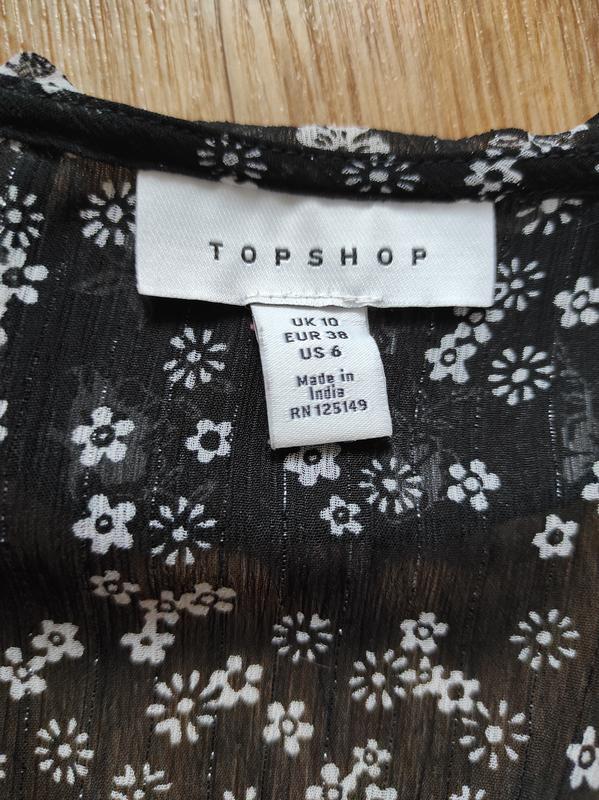 TOPSHOP
UK 10
EUR 38
US 6
Made in
India
RN 125149